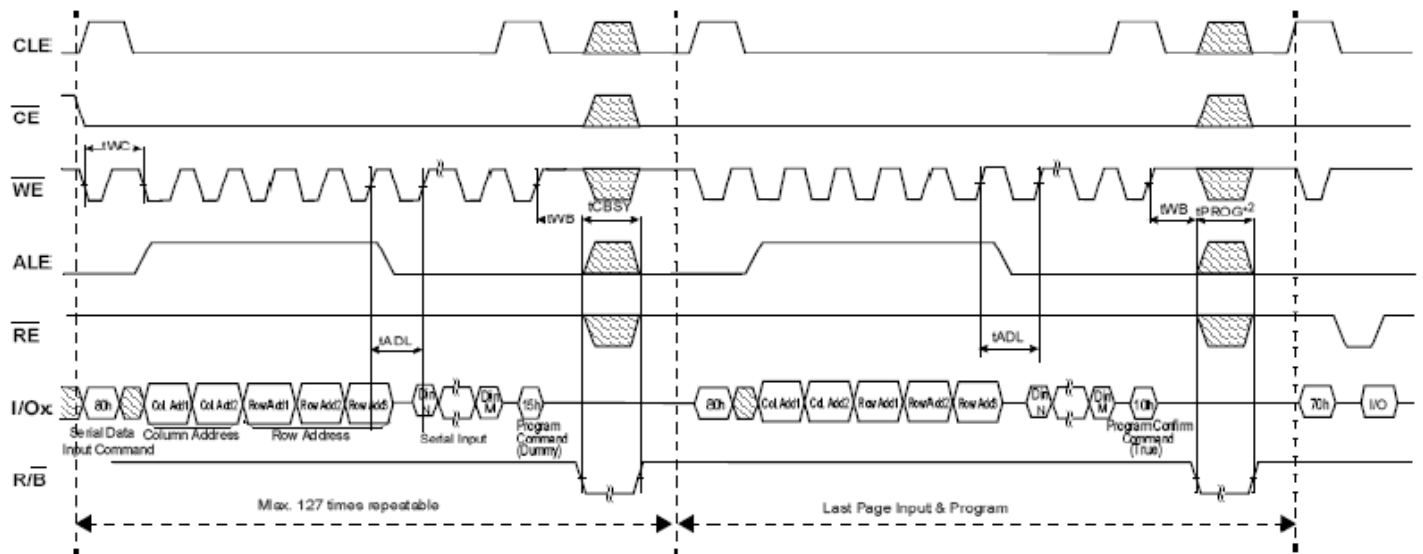 CLE
CE
tWC
WE
tWB tCBSY tWB tPROG*2
ALE
RE
tADL tADL
I/Ox 80h Col. Add1 Col. Add2 Row Add1 Row Add2 Row Add3 Din N Din M 15h 80h Col. Add1 Col. Add2 Row Add1 Row Add2 Row Add3 Din N Din M 10h 70h I/O
Serial Data Input Command
Column Address
Row Address
Serial Input
Program Command (Dummy)
Program Confirm Command (True)
R/B
Max. 127 times repeatable
Last Page Input & Program